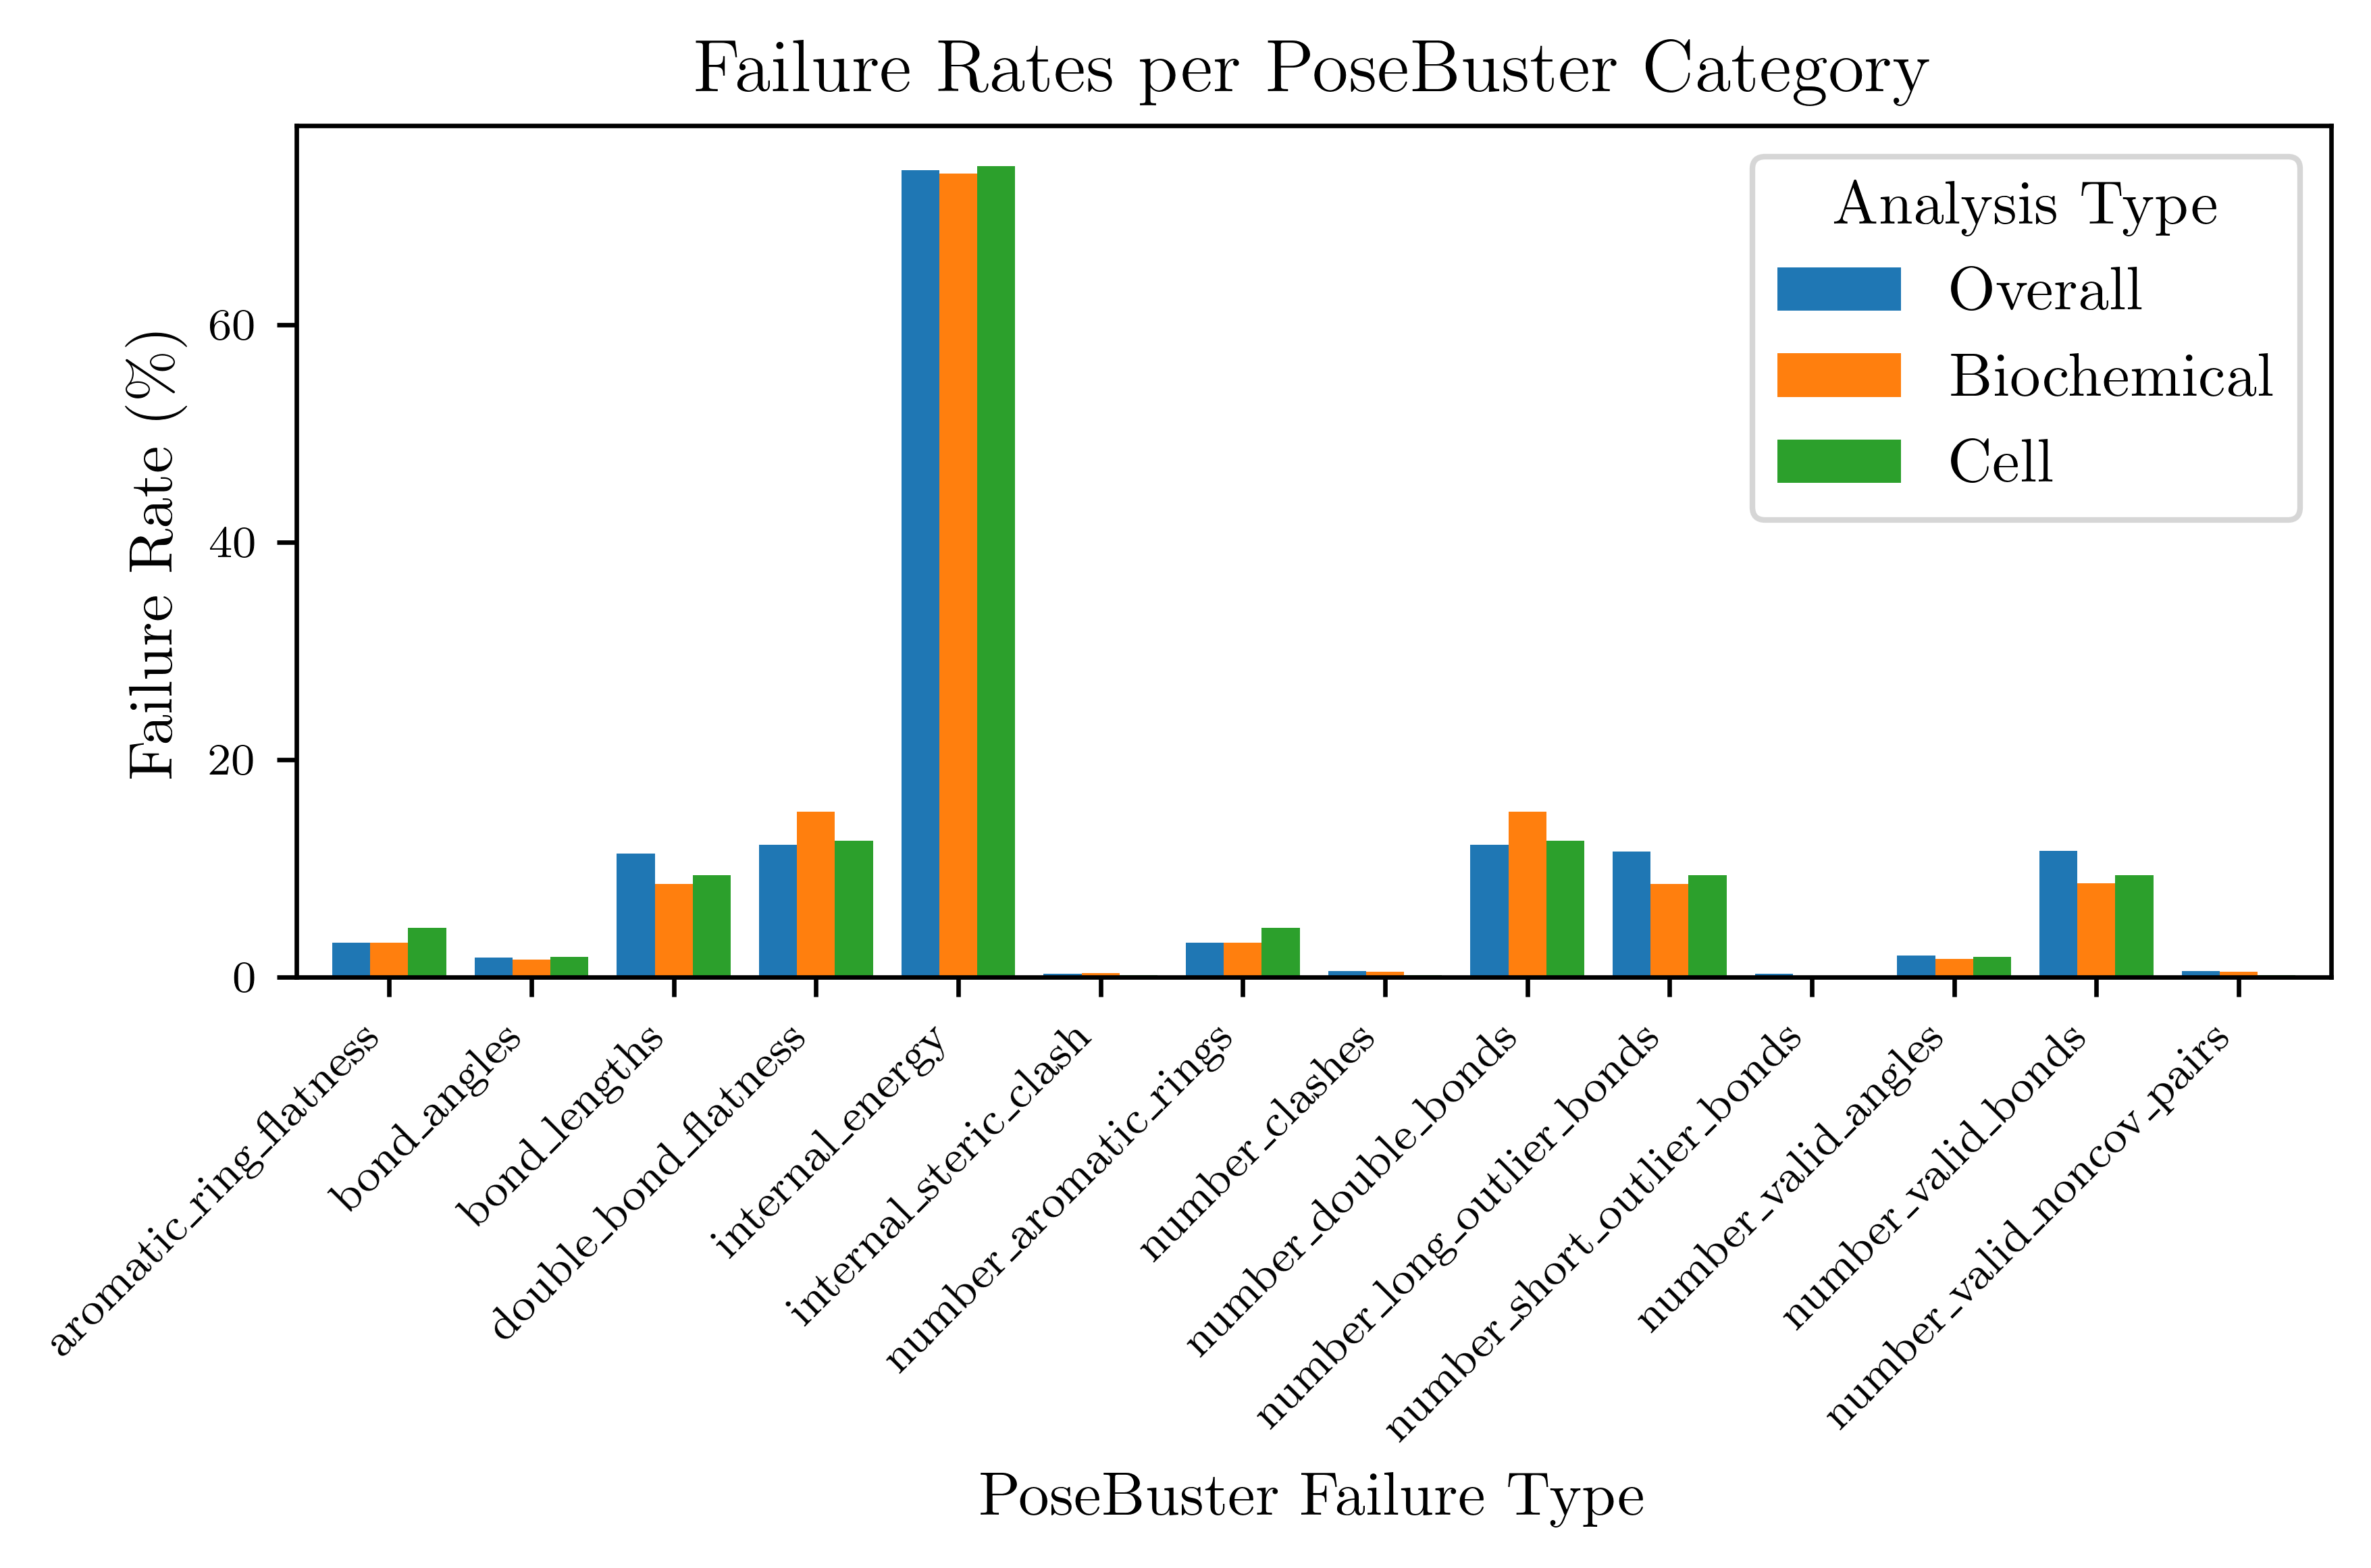 Failure Rates per PoseBuster Category
Failure Rate (%)
60
40
20
0
Analysis Type
Overall
Biochemical
Cell
aromatic_ring_flatness
bond_angles
bond_lengths
double_bond_flatness
internal_energy
internal_steric_clash
number_aromatic_rings
number_clashes
number_double_bonds
number_long_outlier_bonds
number_short_outlier_bonds
number_valid_angles
number_valid_bonds
number_valid_noncov_pairs
PoseBuster Failure Type